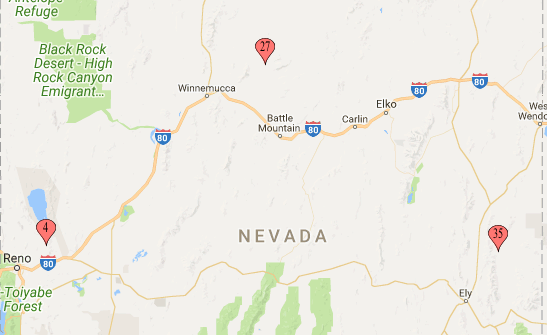 Antelope
Refuge
Black Rock
Desert - High
Rock Canyon
Emigrant...
27
Winnemucca
80
80
Elko
Battle
Mountain
80
Carlin
West
Wendo
80
4
Reno
80
NEVADA
35
-Toiyabe
Forest
Ely